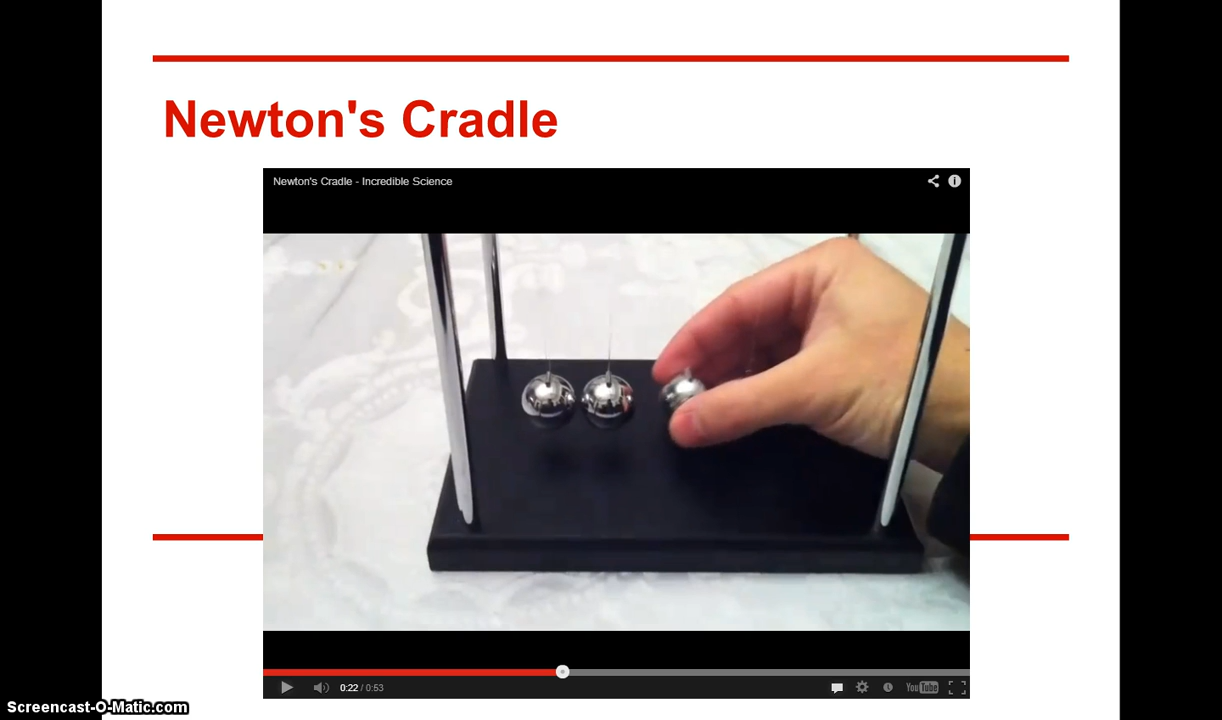 Newton's Cradle
Newton's Cradle - Incredible Science
0:22 / 0:53
YouTube
Screencast-O-Matic.com